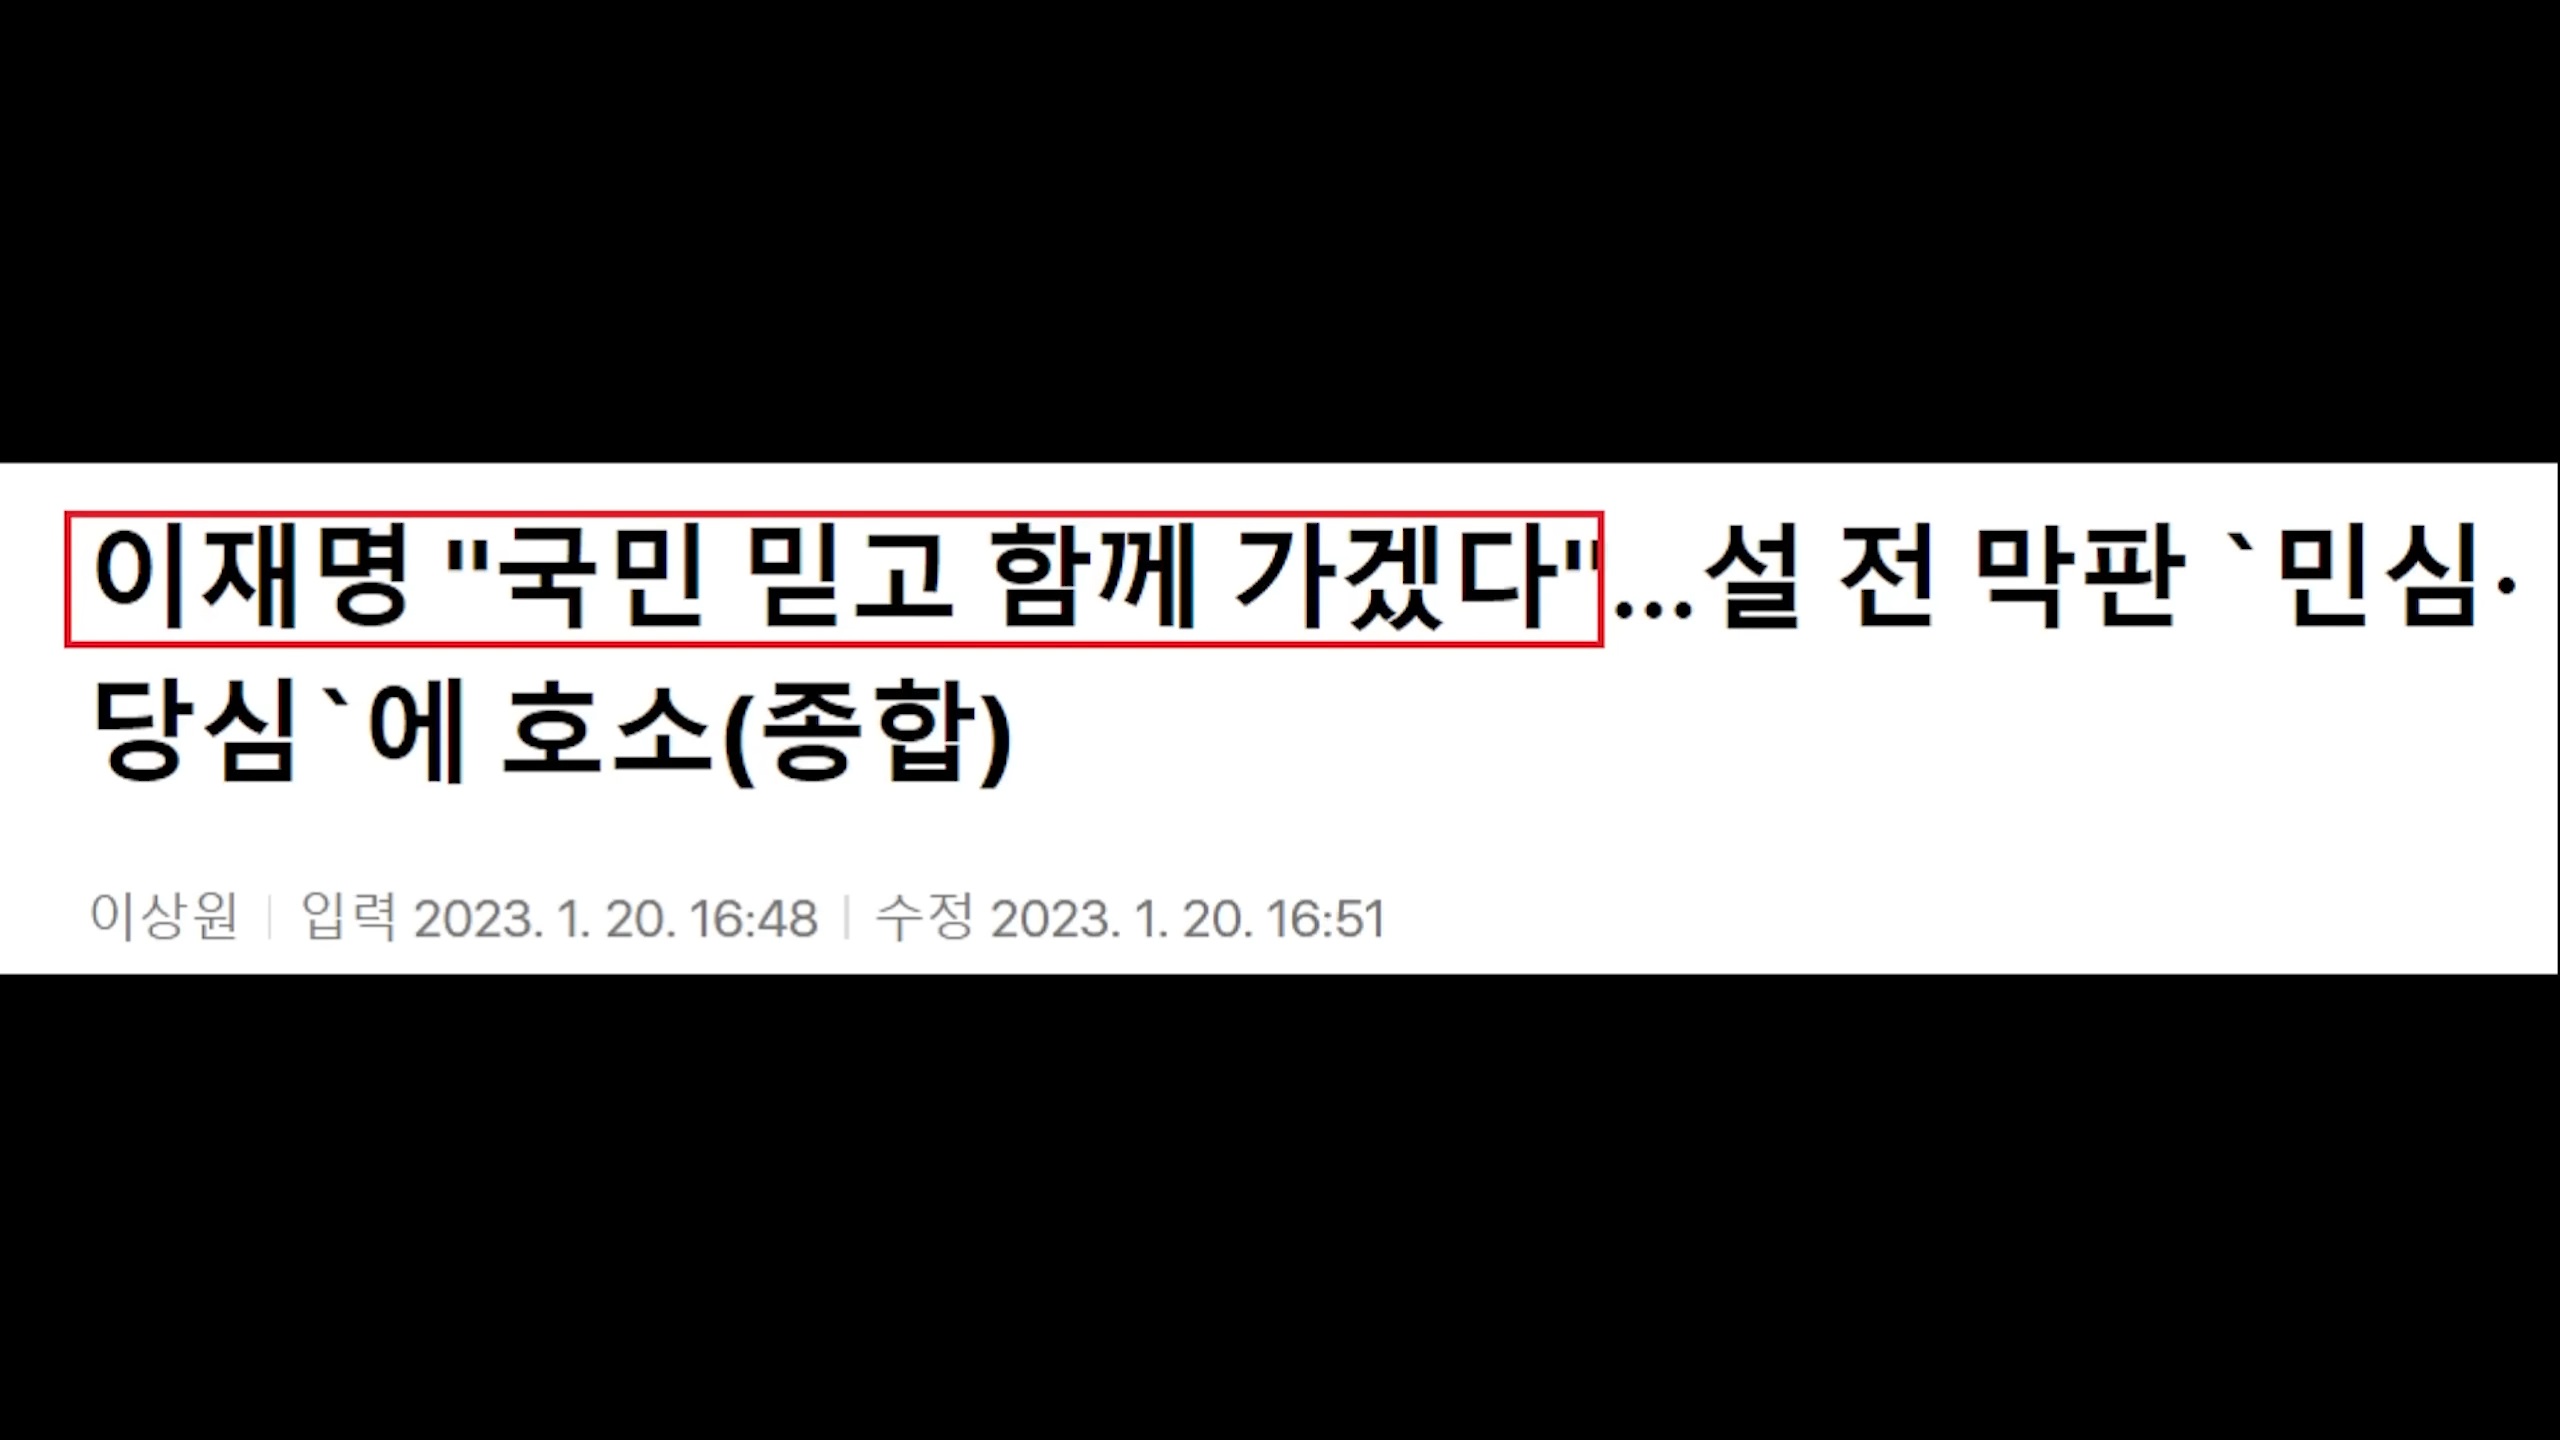 이재명 "국민 믿고 함께 가겠다"...설 전 막판 `민심·
당심`에 호소(종합)
이상원 | 입력 2023. 1. 20. 16:48 | 수정 2023. 1. 20. 16:51